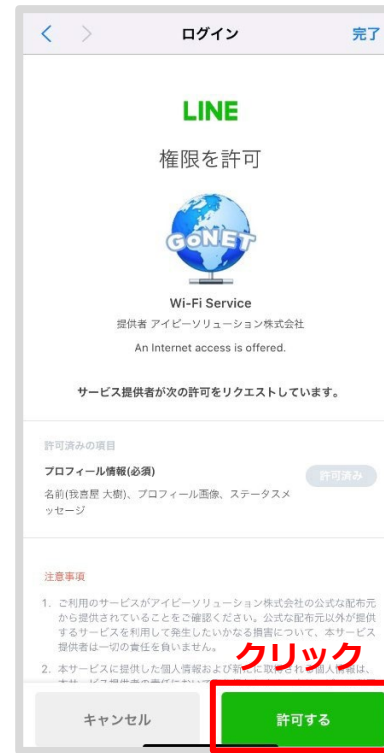 ログイン
完了
LINE
権限を許可
GONET
Wi-Fi Service
提供者 アイビーソリューション株式会社
An Internet access is offered.
サービス提供者が次の許可をリクエストしています。
許可済みの項目
プロフィール情報(必須)
許可済み
名前(我喜屋 大樹)、プロフィール画像、ステータスメ
ッセージ
注意事項
1. ご利用のサービスがアイビーソリューション株式会社の公式な配布元
から提供されていることをご確認ください。公式な配布元以外が提供
するサービスを利用して発生したいかなる損害について、本サービス
提供者は一切の責任を負いません。
クリック
2. 本サービスに提供した個人情報および新たに取得される個人情報は、
キャンセル
許可する